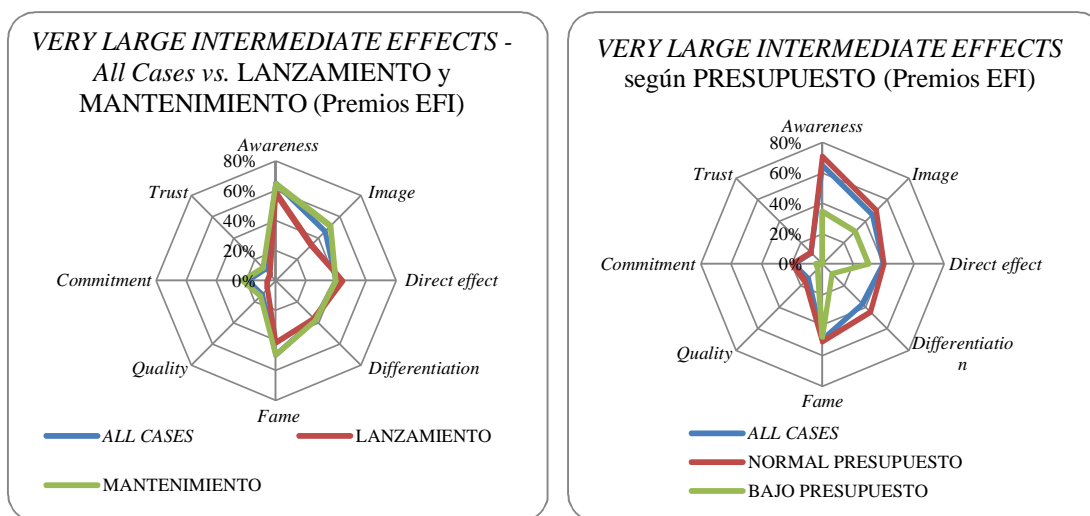 VERY LARGE INTERMEDIATE EFFECTS -
All Cases vs. LANZAMIENTO y
MANTENIMIENTO (Premios EFI)
Awareness
80%
60%
40%
20%
0%
Image
Direct effect
Differentiation
Fame
Quality
Commitment
Trust
ALL CASES
LANZAMIENTO
MANTENIMIENTO
VERY LARGE INTERMEDIATE EFFECTS
según PRESUPUESTO (Premios EFI)
Awareness
80%
60%
40%
20%
0%
Image
Direct effect
Differentiatio
n
Fame
Quality
Commitment
Trust
ALL CASES
NORMAL PRESUPUESTO
BAJO PRESUPUESTO